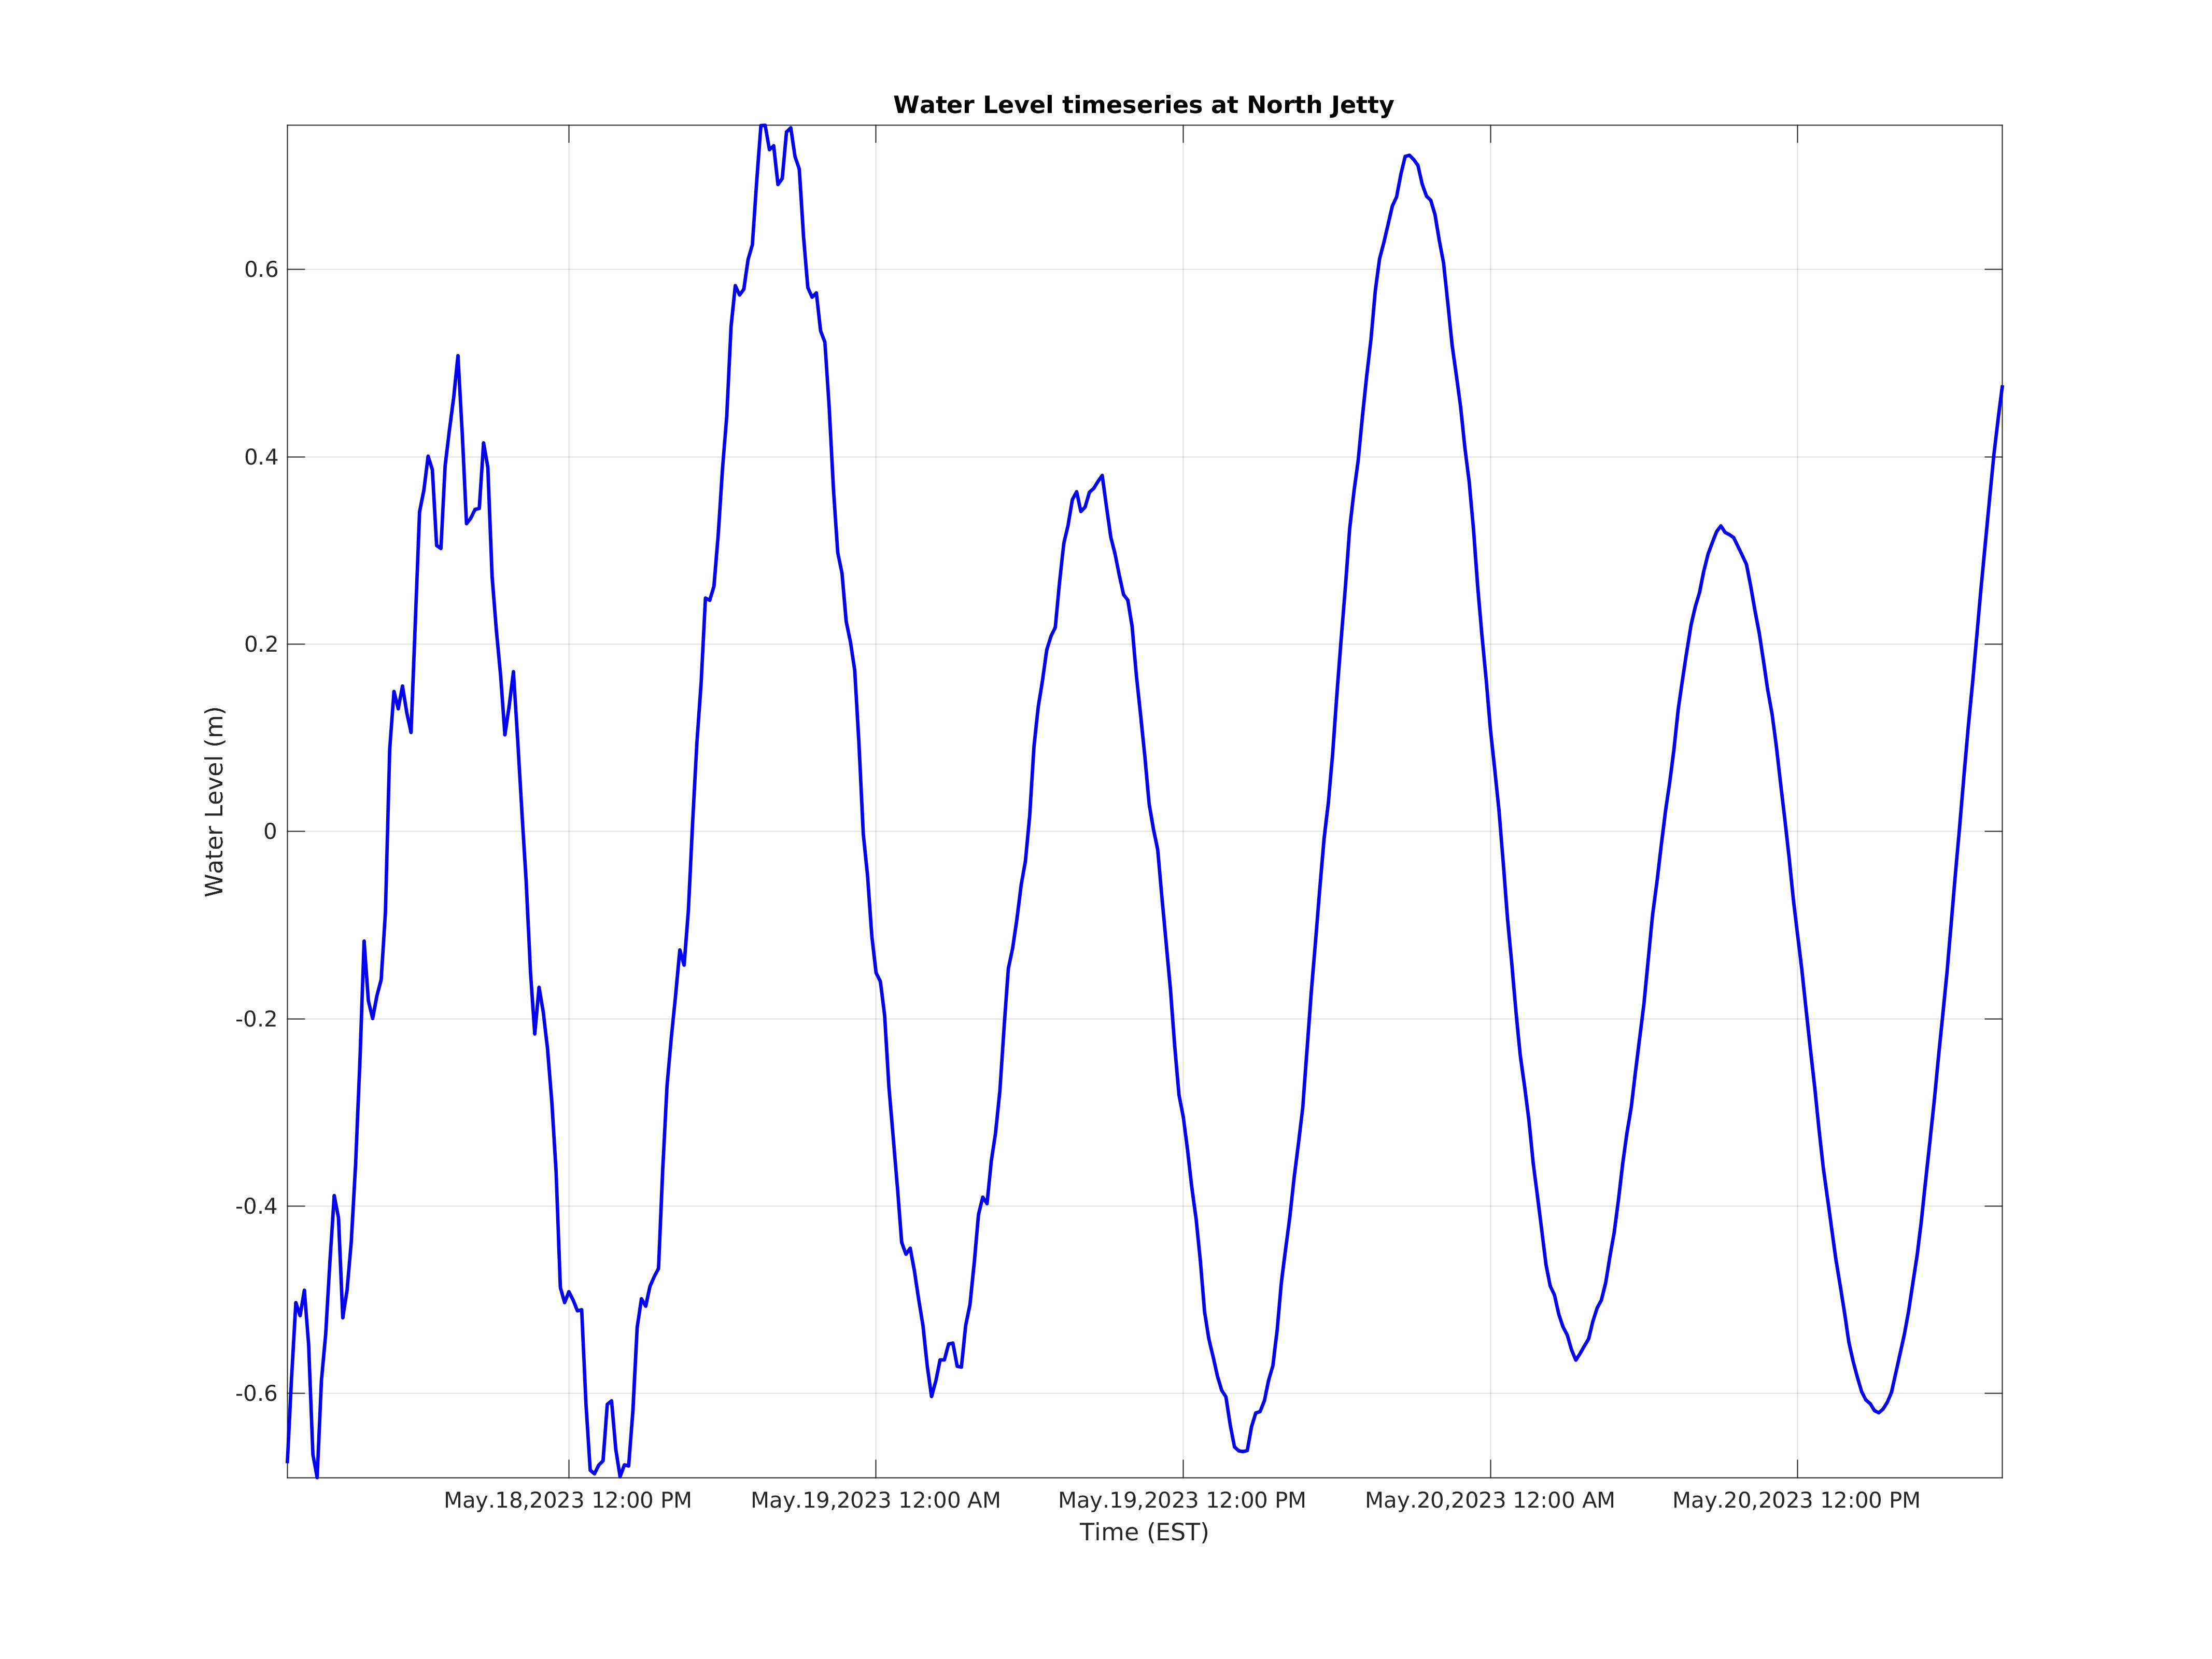 Water Level timeseries at North Jetty
0.6
0.4
0.2
0
-0.2
-0.4
-0.6
Water Level (m)
May.18,2023 12:00 PM
May.19,2023 12:00 AM
May.19,2023 12:00 PM
May.20,2023 12:00 AM
May.20,2023 12:00 PM
Time (EST)